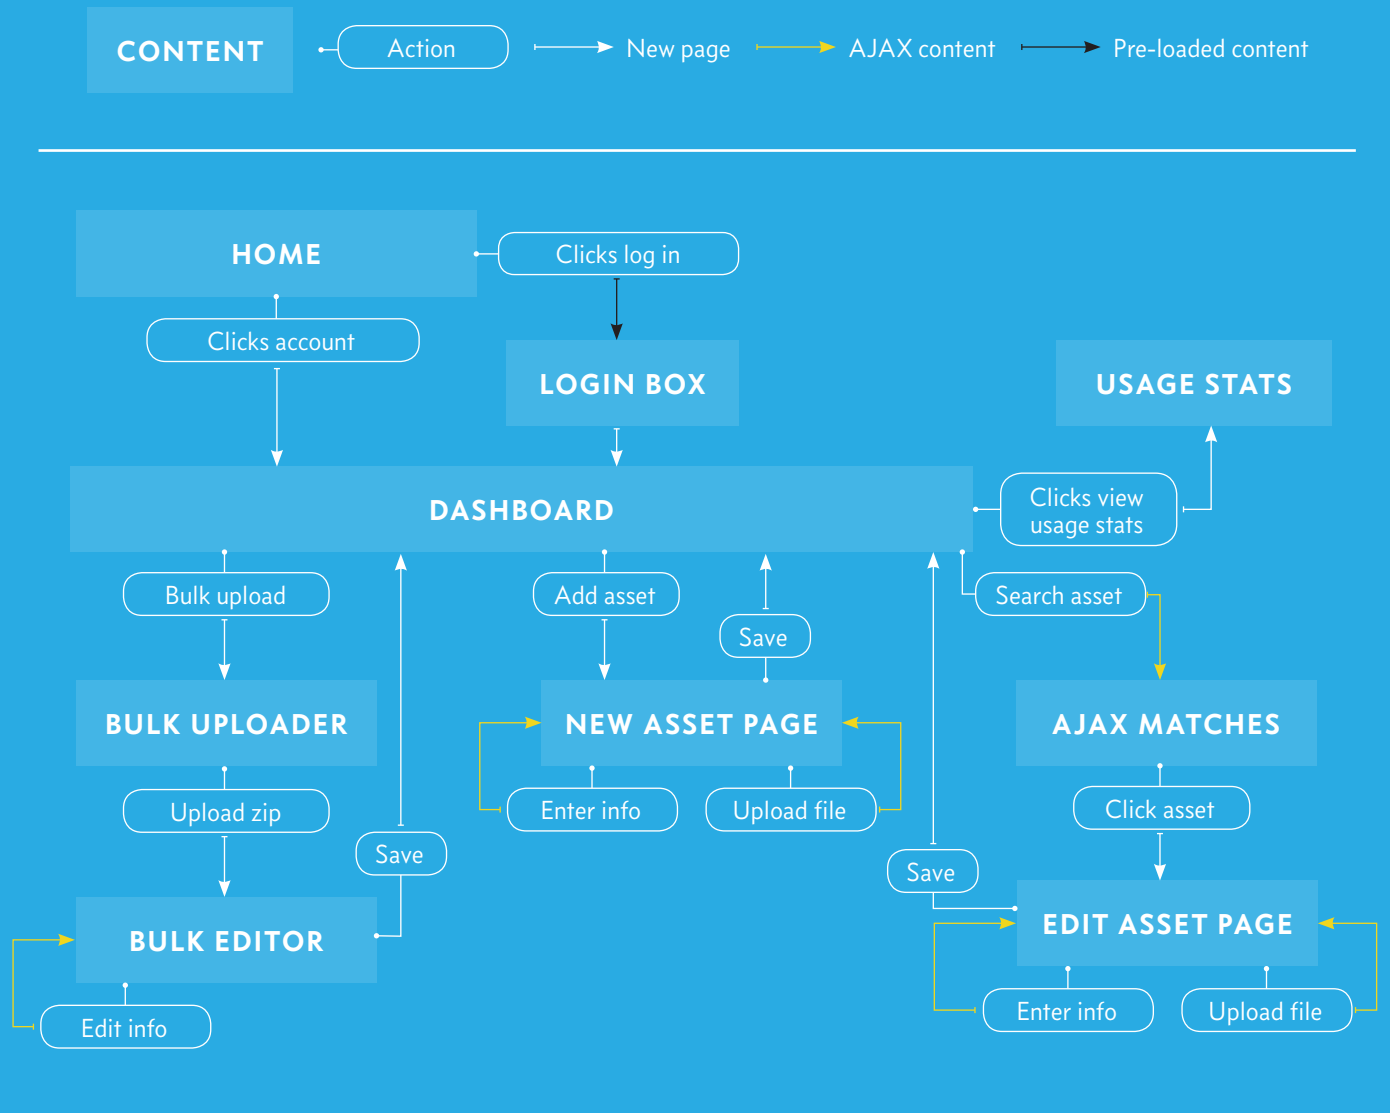 CONTENT
Action
New page
AJAX content
Pre-loaded content
HOME
Clicks log in
Clicks account
LOGIN BOX
USAGE STATS
DASHBOARD
Clicks view
usage stats
Bulk upload
Add asset
Search asset
Save
BULK UPLOADER
NEW ASSET PAGE
AJAX MATCHES
Upload zip
Enter info
Upload file
Click asset
Save
Save
BULK EDITOR
EDIT ASSET PAGE
Edit info
Enter info
Upload file